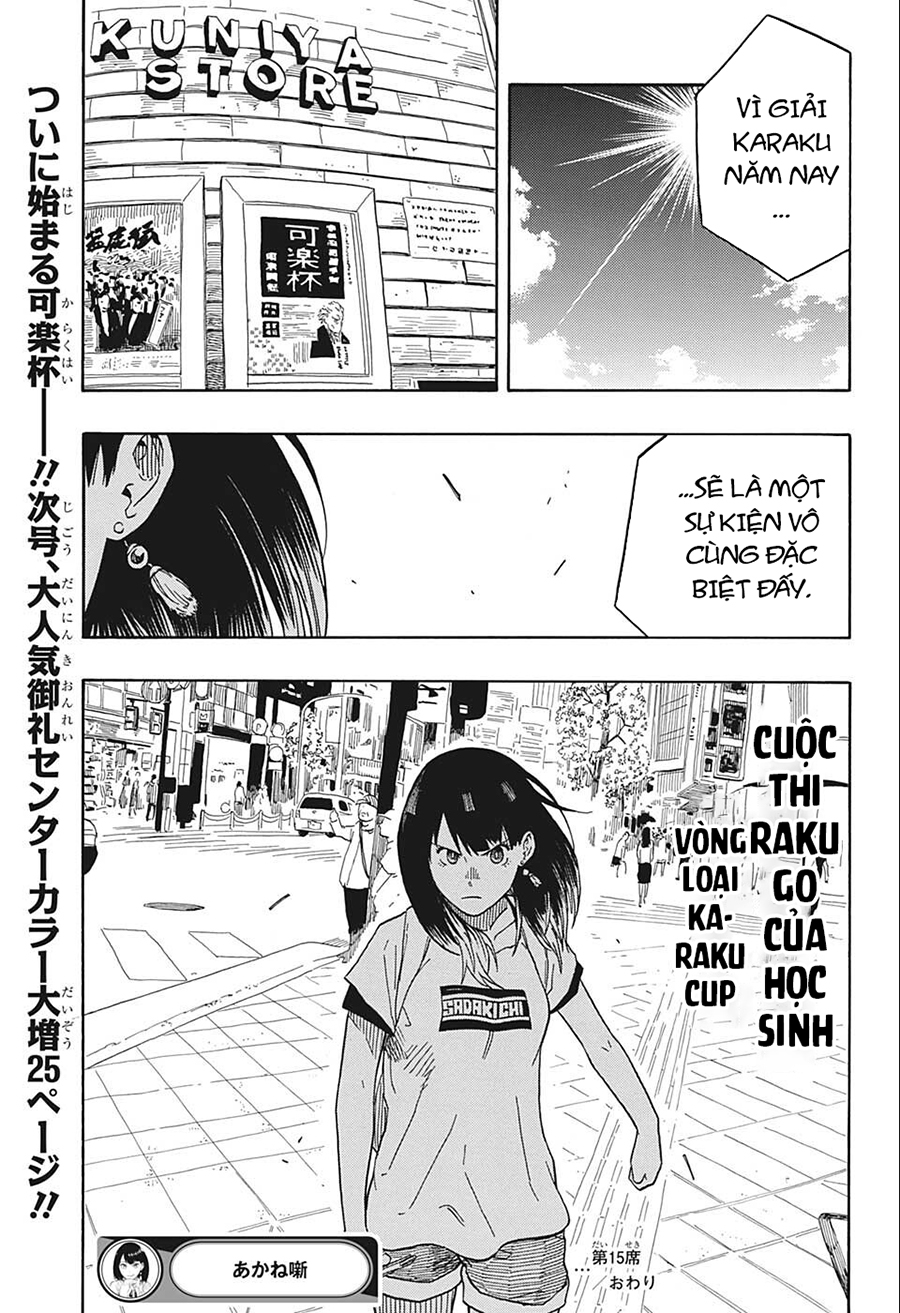 VÌ GIẢI
KARAKU
NĂM NAY
...
KUNIYA
STORE
可楽杯
...SẼ LÀ MỘT
SỰ KIỆN VÔ
CÙNG ĐẶC
BIỆT ĐẤY.
CUỘC
THI
RAKU
GO
CỦA
HỌC
SINH
VÒNG
LOẠI
KA-
RAKU
CUP
SADAKICHI
...第15席
おわり
あかね噺
ついに始まる可楽杯――!!次号、大人気御礼センターカラー大増25ページ!!